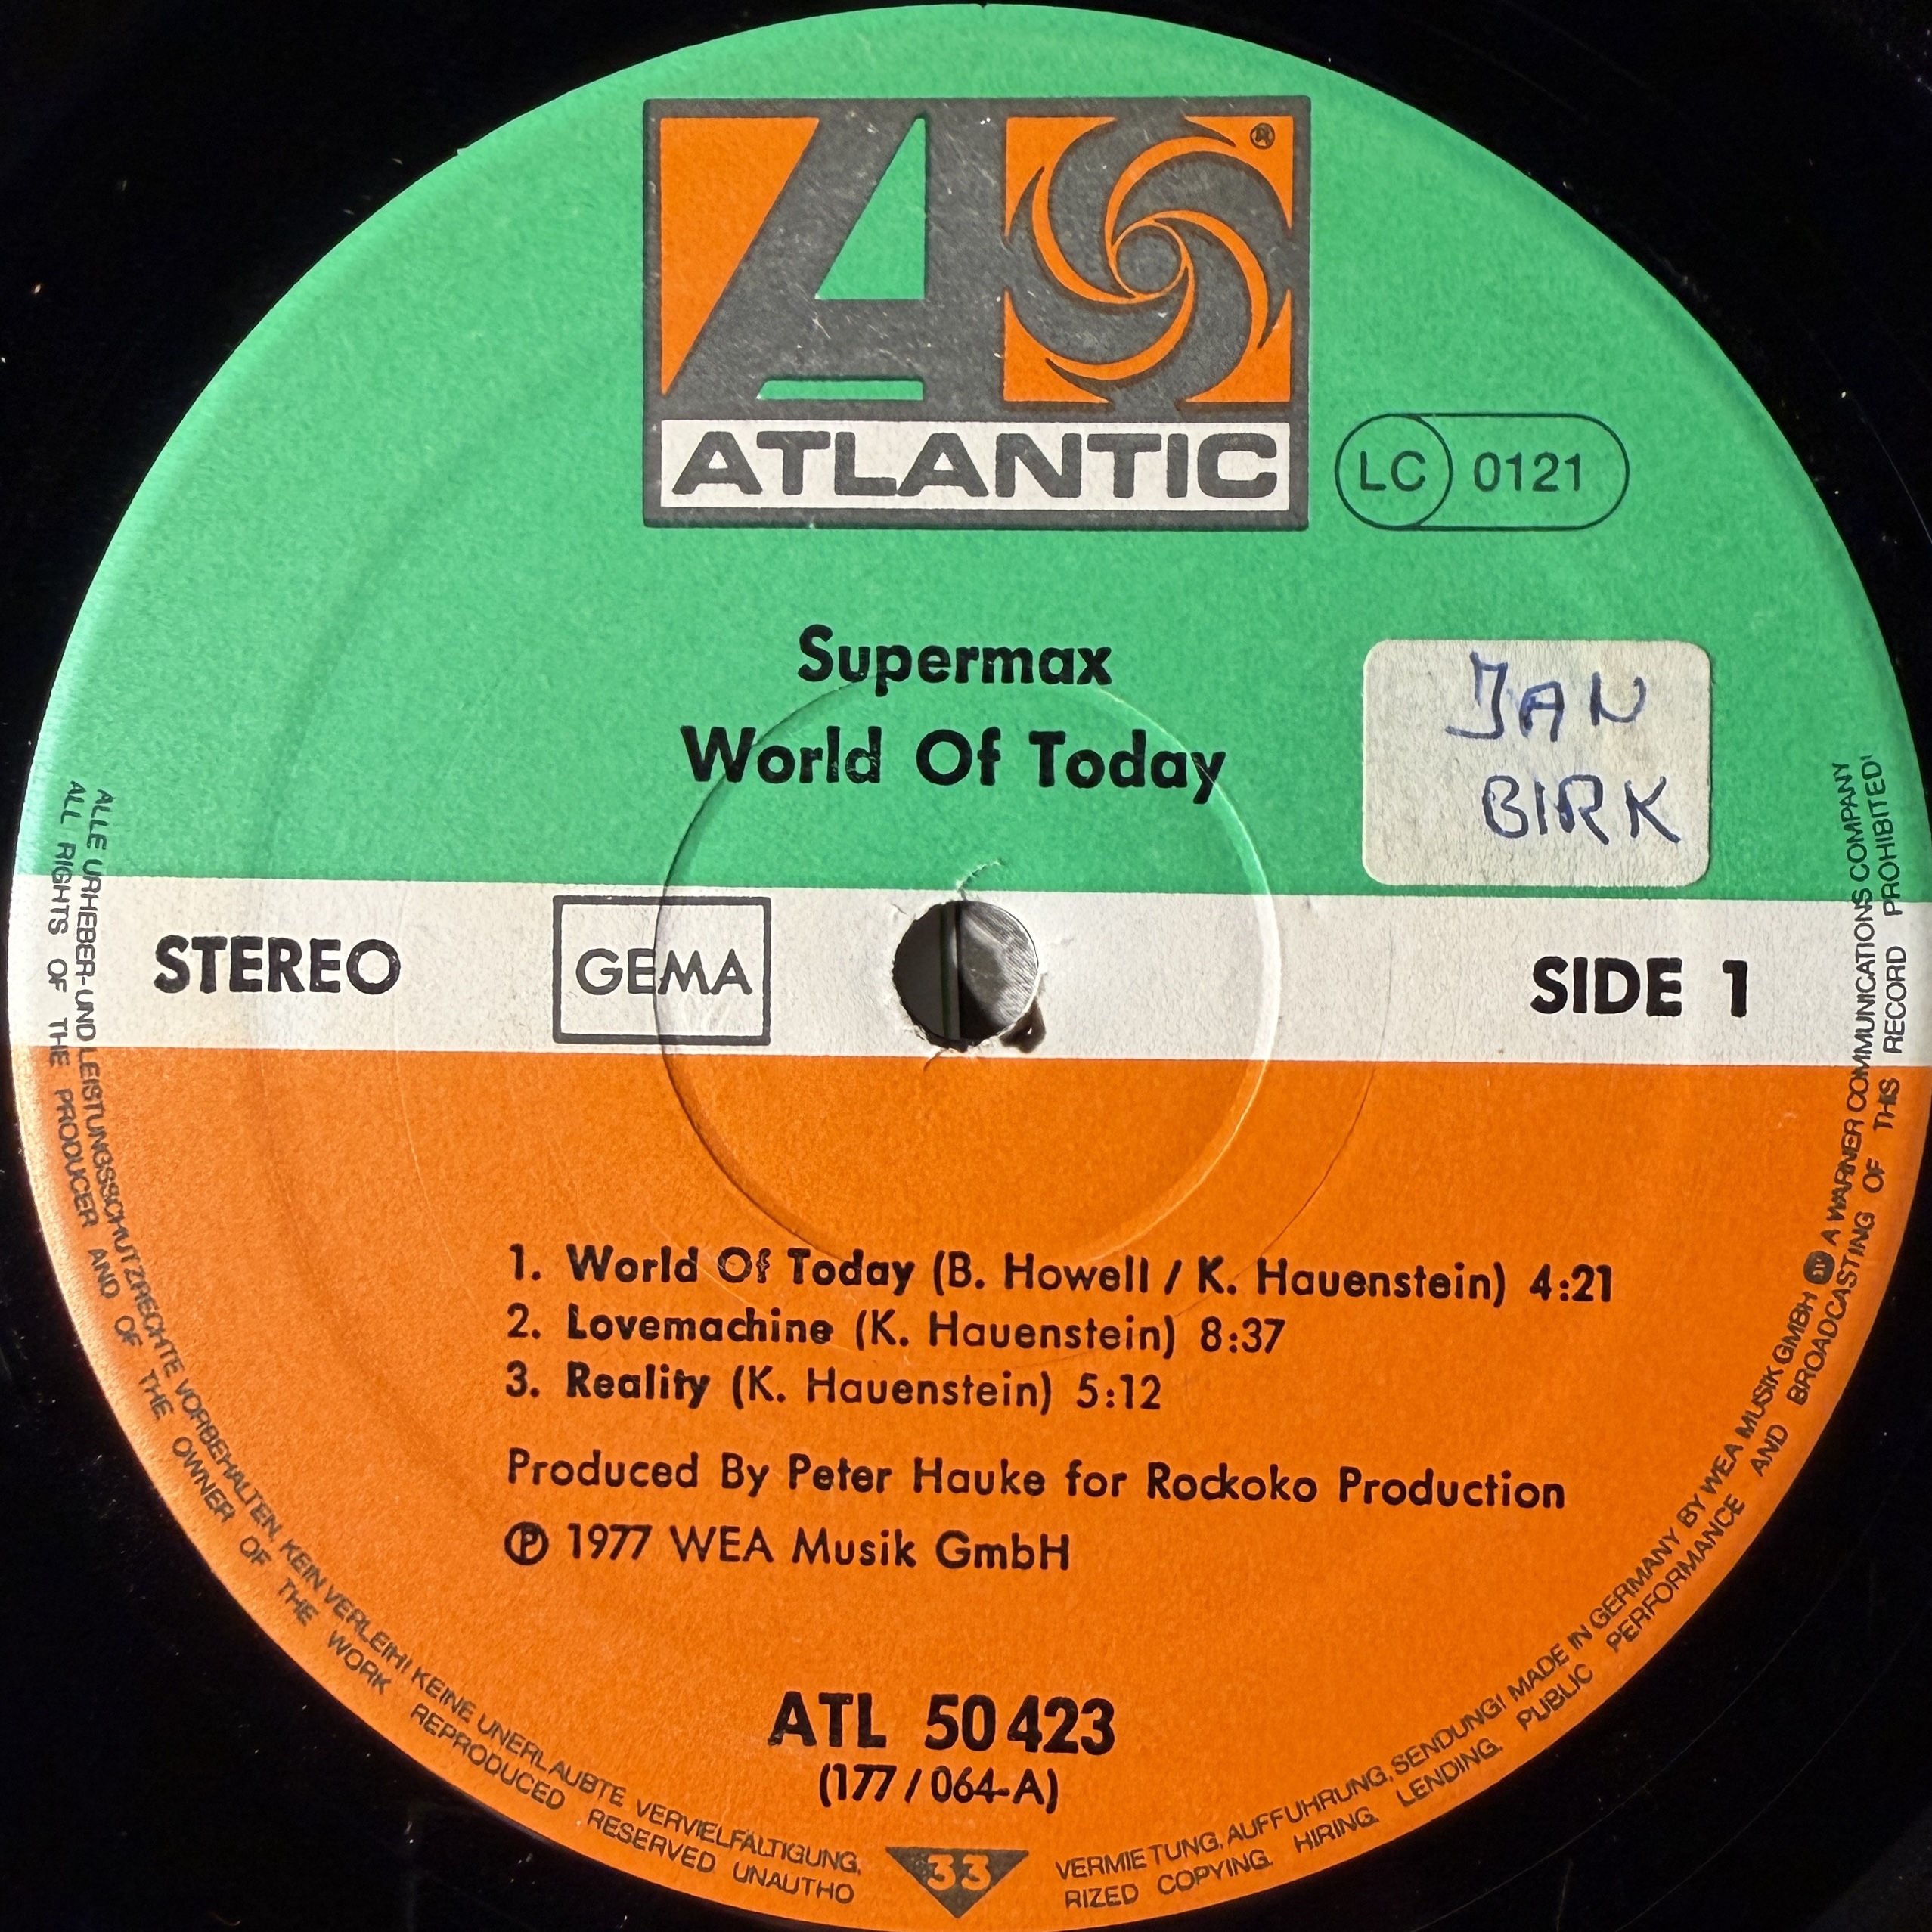 ®
ATLANTIC
LC 0121
Supermax
World Of Today
JAN
BIRK
STEREO
GEMA
SIDE 1
1. World Of Today (B. Howell / K. Hauenstein) 4:21
2. Lovemachine (K. Hauenstein) 8:37
3. Reality (K. Hauenstein) 5:12
Produced By Peter Hauke for Rockoko Production
℗ 1977 WEA Musik GmbH
ATL 50 423
(177 / 064-A)
33
ALLE URHEBER- UND LEISTUNGSSCHUTZRECHTE VORBEHALTEN, KEIN VERLEIH! KEINE UNERLAUBTE VERVIELFÄLTIGUNG, VERMIETUNG, AUFFÜHRUNG, SENDUNG! MADE IN GERMANY BY WEA MUSIK GMBH A WARNER COMMUNICATIONS COMPANY
ALL RIGHTS OF THE PRODUCER AND OF THE OWNER OF THE WORK REPRODUCED RESERVED UNAUTHORIZED COPYING, HIRING, LENDING, PUBLIC PERFORMANCE AND BROADCASTING OF THIS RECORD PROHIBITED!